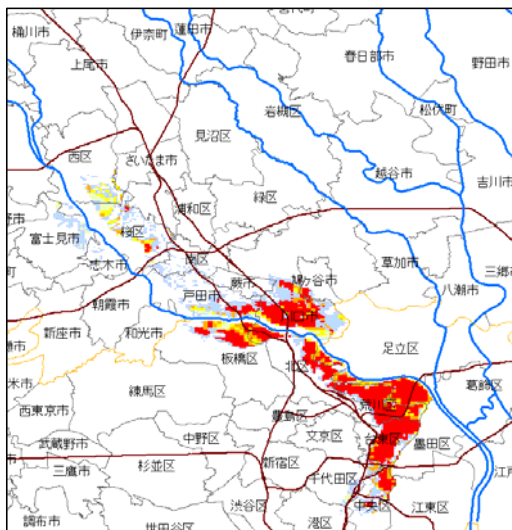 桶川市
伊奈町
蓮田市
春日部市
野田市
上尾市
岩槻区
松伏町
見沼区
西区
さいたま市
越谷市
吉川市
緑区
浦和区
桜区
富士見市
南区
草加市
三郷市
志木市
蕨市
鳩ヶ谷市
八潮市
戸田市
朝霞市
川口市
新座市
和光市
足立区
板橋区
北区
葛飾区
練馬区
荒川区
西東京市
豊島区
文京区
台東区
墨田区
武蔵野市
中野区
新宿区
三鷹市
杉並区
千代田区
渋谷区
中央区
江東区
調布市
世田谷区
港区